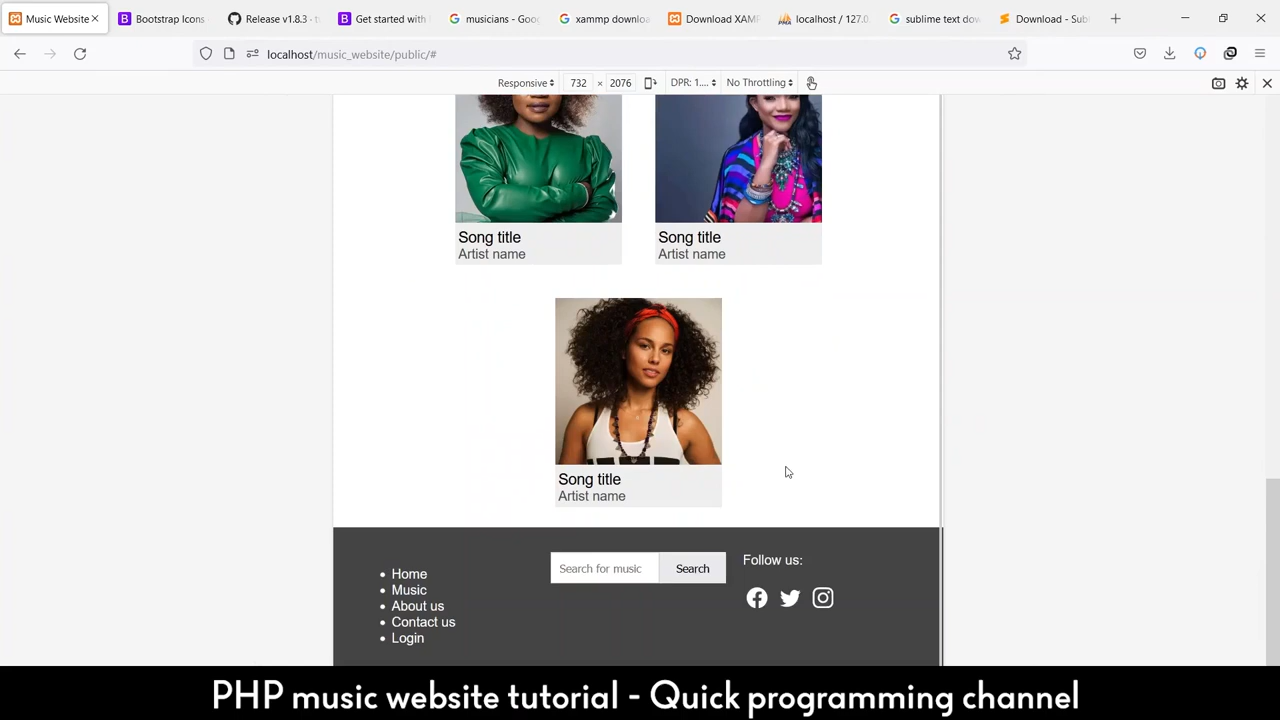 Music Website
Bootstrap Icons
Release v1.8.3 - t
Get started with
musicians - Goo
xammp downlo
Download XAM
localhost / 127.0
sublime text dow
Download - Sub
localhost/music_website/public/#
Responsive
732 × 2076
DPR: 1....
No Throttling
Song title
Artist name
Song title
Artist name
Song title
Artist name
Home
Music
About us
Contact us
Login
Search for music
Search
Follow us:
PHP music website tutorial - Quick programming channel